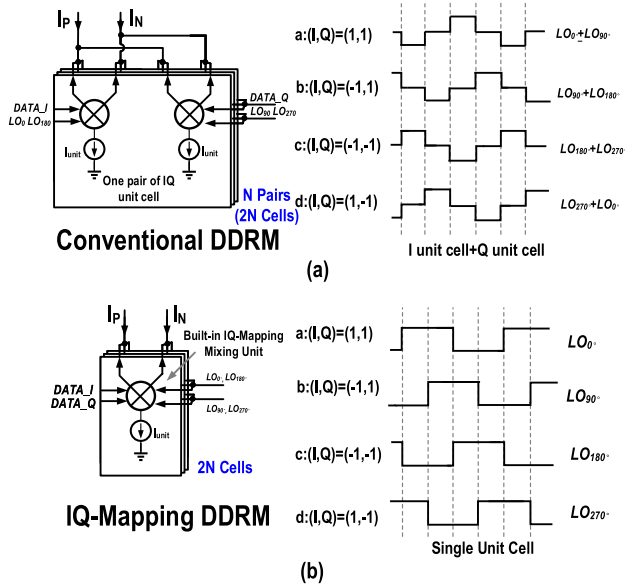 I_P I_N
DATA_I
LO_0 LO_180
DATA_Q
LO_90 LO_270
I_unit I_unit
One pair of IQ
unit cell
N Pairs
(2N Cells)
Conventional DDRM
a:(I,Q)=(1,1) LO_0°+LO_90°
b:(I,Q)=(-1,1) LO_90°+LO_180°
c:(I,Q)=(-1,-1) LO_180°+LO_270°
d:(I,Q)=(1,-1) LO_270°+LO_0°
I unit cell+Q unit cell
(a)
I_P I_N
Built-in IQ-Mapping
Mixing Unit
DATA_I
DATA_Q
LO_0°, LO_180°
LO_90°, LO_270°
I_unit
2N Cells
IQ-Mapping DDRM
a:(I,Q)=(1,1) LO_0°
b:(I,Q)=(-1,1) LO_90°
c:(I,Q)=(-1,-1) LO_180°
d:(I,Q)=(1,-1) LO_270°
Single Unit Cell
(b)